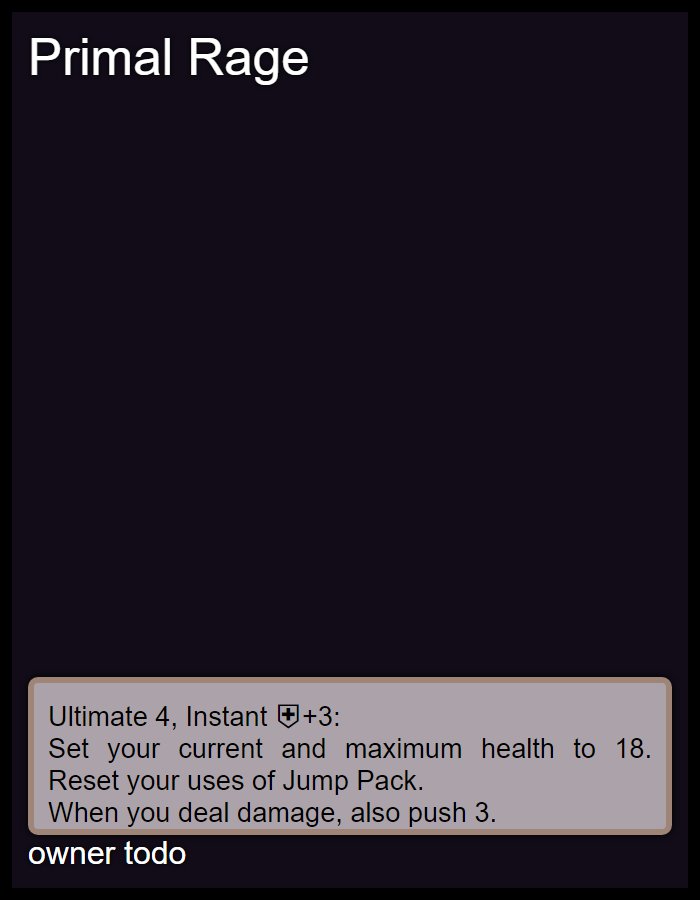 Primal Rage
Ultimate 4, Instant ⛨+3:
Set your current and maximum health to 18.
Reset your uses of Jump Pack.
When you deal damage, also push 3.
owner todo